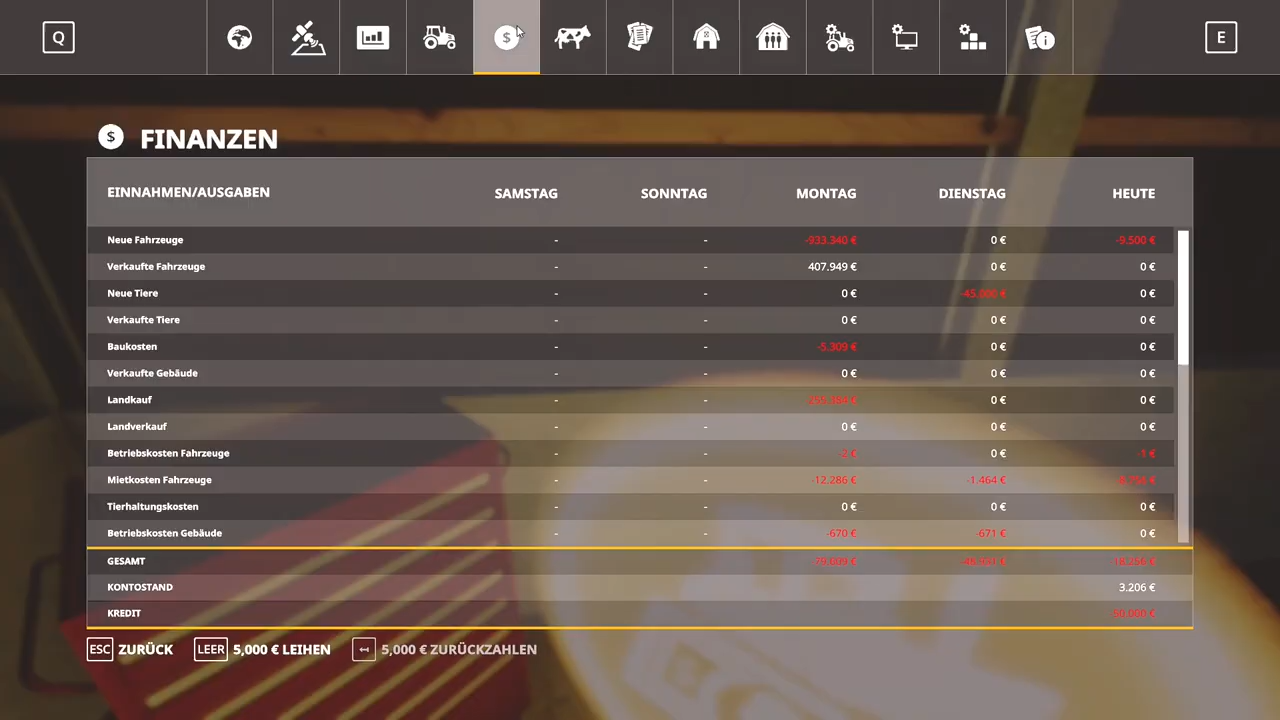 Q
$
E
$ FINANZEN
EINNAHMEN/AUSGABEN SAMSTAG SONNTAG MONTAG DIENSTAG HEUTE
Neue Fahrzeuge - - -933.340 € 0 € -9.500 €
Verkaufte Fahrzeuge - - 407.949 € 0 € 0 €
Neue Tiere - - 0 € -45.000 € 0 €
Verkaufte Tiere - - 0 € 0 € 0 €
Baukosten - - -5.309 € 0 € 0 €
Verkaufte Gebäude - - 0 € 0 € 0 €
Landkauf - - 0 € 0 €
Landverkauf - - 0 € 0 € 0 €
Betriebskosten Fahrzeuge - - -2 € 0 € -1 €
Mietkosten Fahrzeuge - - -12.286 € -1.464 €
Tierhaltungskosten - - 0 € 0 € 0 €
Betriebskosten Gebäude - - -670 € -671 € 0 €
GESAMT
KONTOSTAND 3.206 €
KREDIT
ESC ZURÜCK LEER 5,000 € LEIHEN 5,000 € ZURÜCKZAHLEN